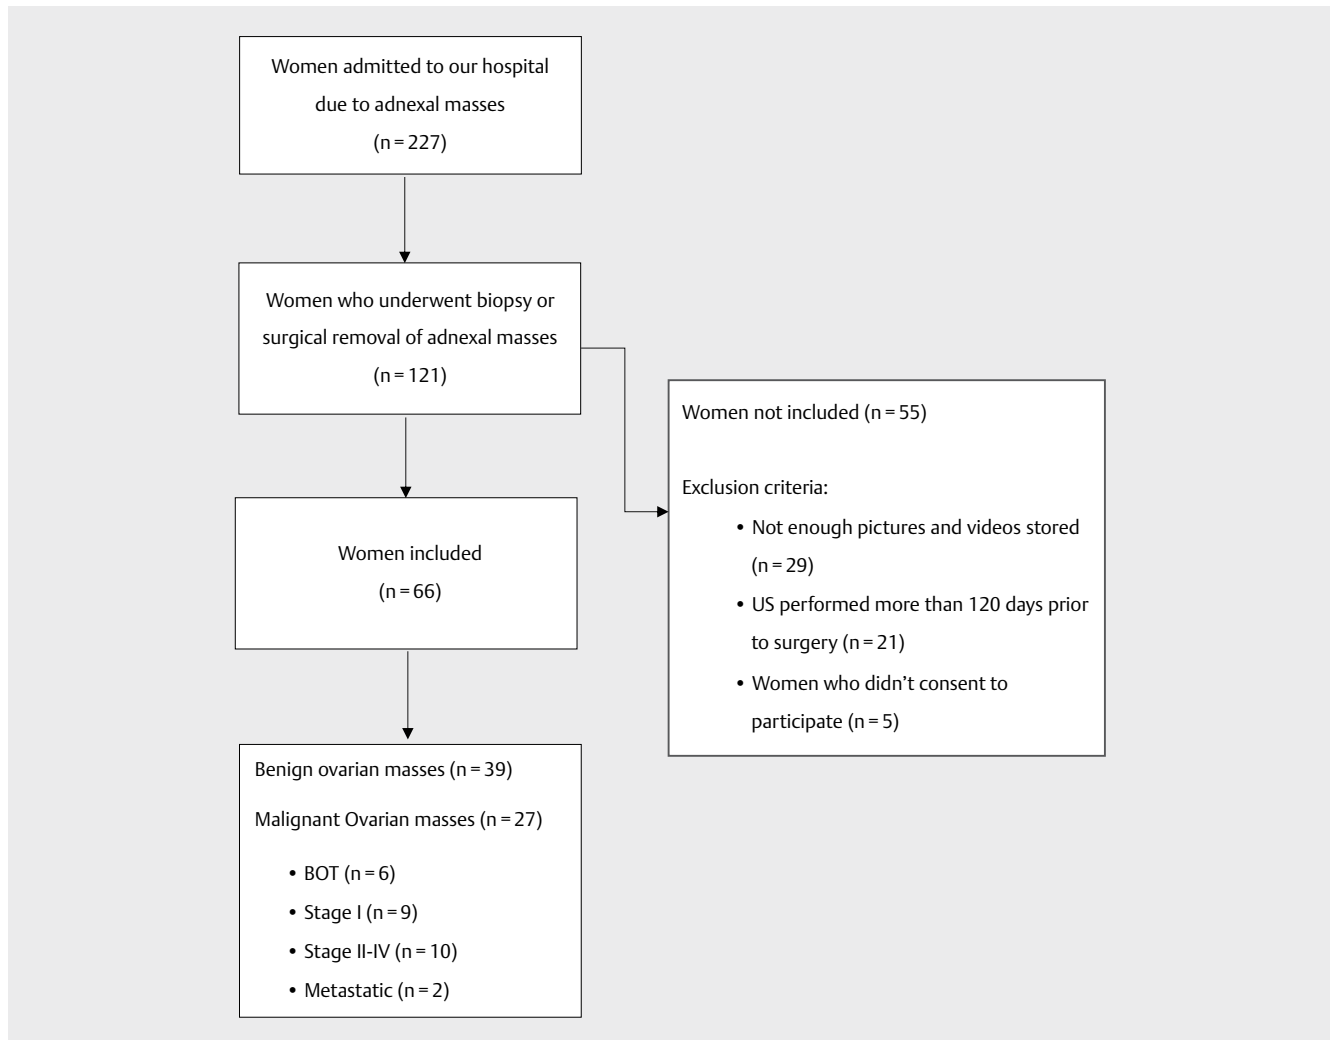 Women admitted to our hospital
due to adnexal masses
(n = 227)
Women who underwent biopsy or
surgical removal of adnexal masses
(n = 121)
Women not included (n = 55)
Exclusion criteria:
• Not enough pictures and videos stored
(n = 29)
• US performed more than 120 days prior
to surgery (n = 21)
• Women who didn’t consent to
participate (n = 5)
Women included
(n = 66)
Benign ovarian masses (n = 39)
Malignant Ovarian masses (n = 27)
• BOT (n = 6)
• Stage I (n = 9)
• Stage II-IV (n = 10)
• Metastatic (n = 2)